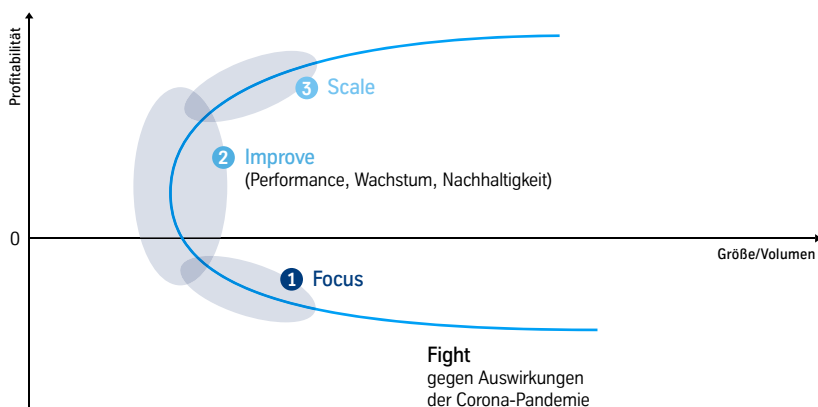 Profitabilität
3 Scale
2 Improve
(Performance, Wachstum, Nachhaltigkeit)
0
Größe/Volumen
1 Focus
Fight
gegen Auswirkungen
der Corona-Pandemie